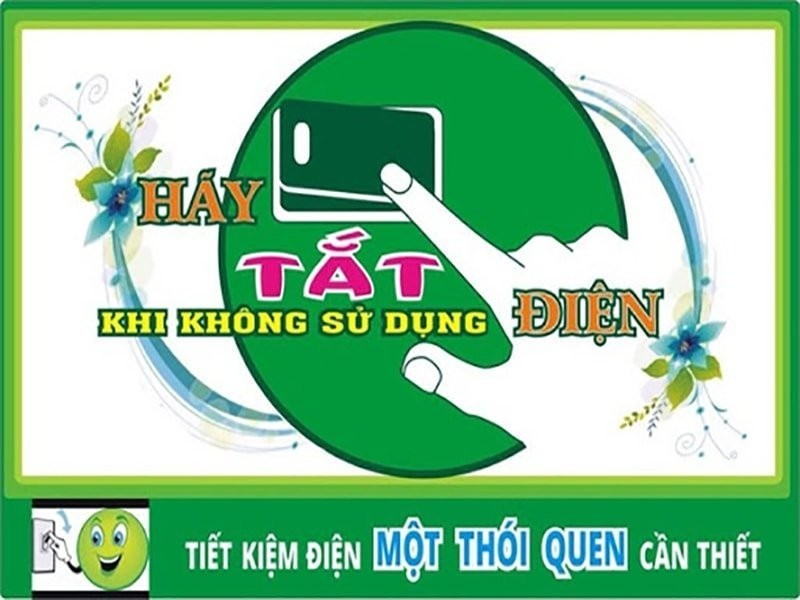 HÃY
TẮT
ĐIỆN
KHI KHÔNG SỬ DỤNG
TIẾT KIỆM ĐIỆN MỘT THÓI QUEN CẦN THIẾT